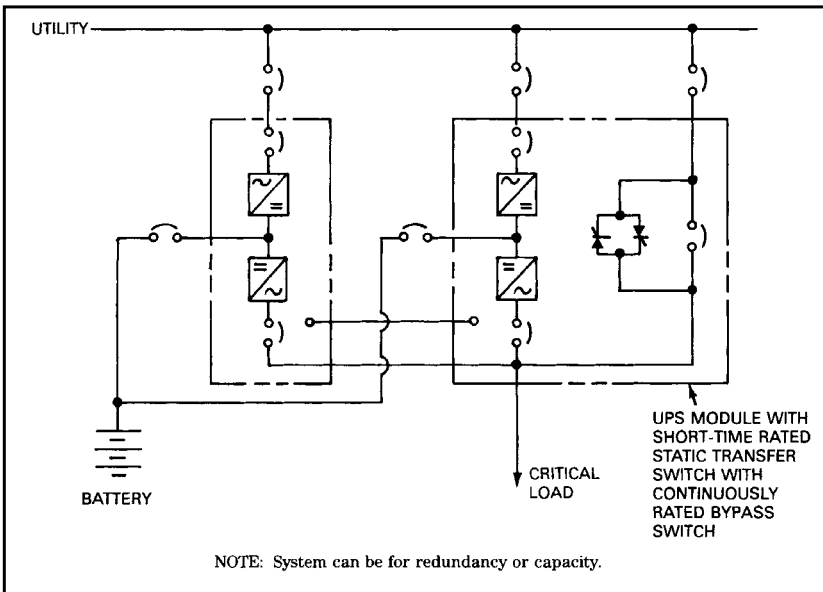 UTILITY
BATTERY
CRITICAL
LOAD
UPS MODULE WITH
SHORT-TIME RATED
STATIC TRANSFER
SWITCH WITH
CONTINUOUSLY
RATED BYPASS
SWITCH
NOTE: System can be for redundancy or capacity.